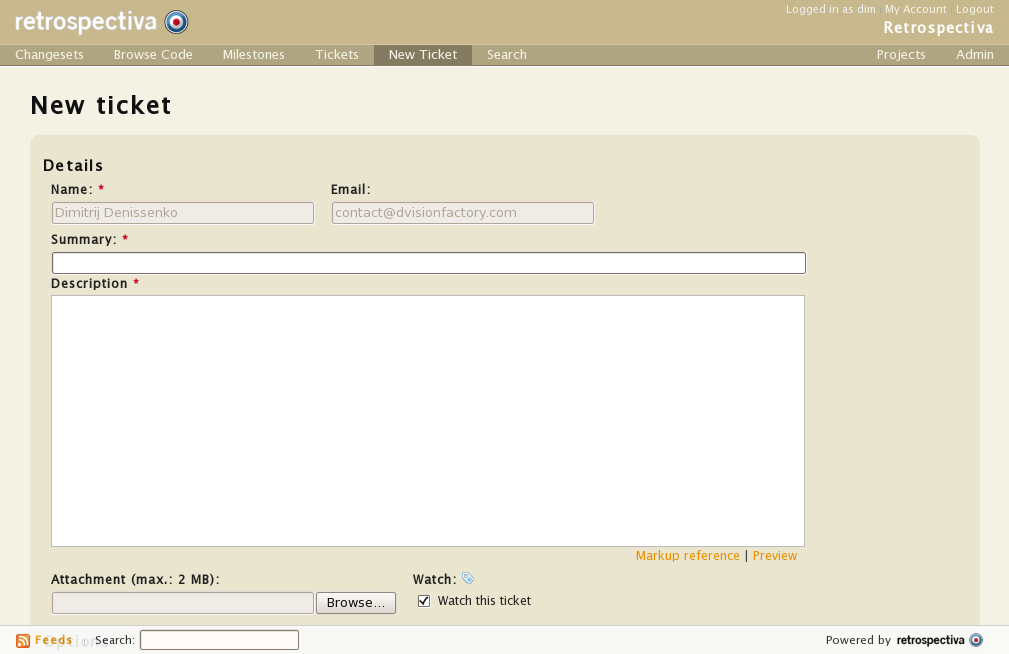 retrospectiva
Logged in as dim | My Account | Logout
Retrospectiva
Changesets Browse Code Milestones Tickets New Ticket Search Projects Admin
New ticket
Details
Name: * Email:
Dimitrij Denissenko contact@dvisionfactory.com
Summary: *
Description *
Markup reference | Preview
Attachment (max.: 2 MB): Watch:
Browse... Watch this ticket
Options
Feeds Search: Powered by retrospectiva